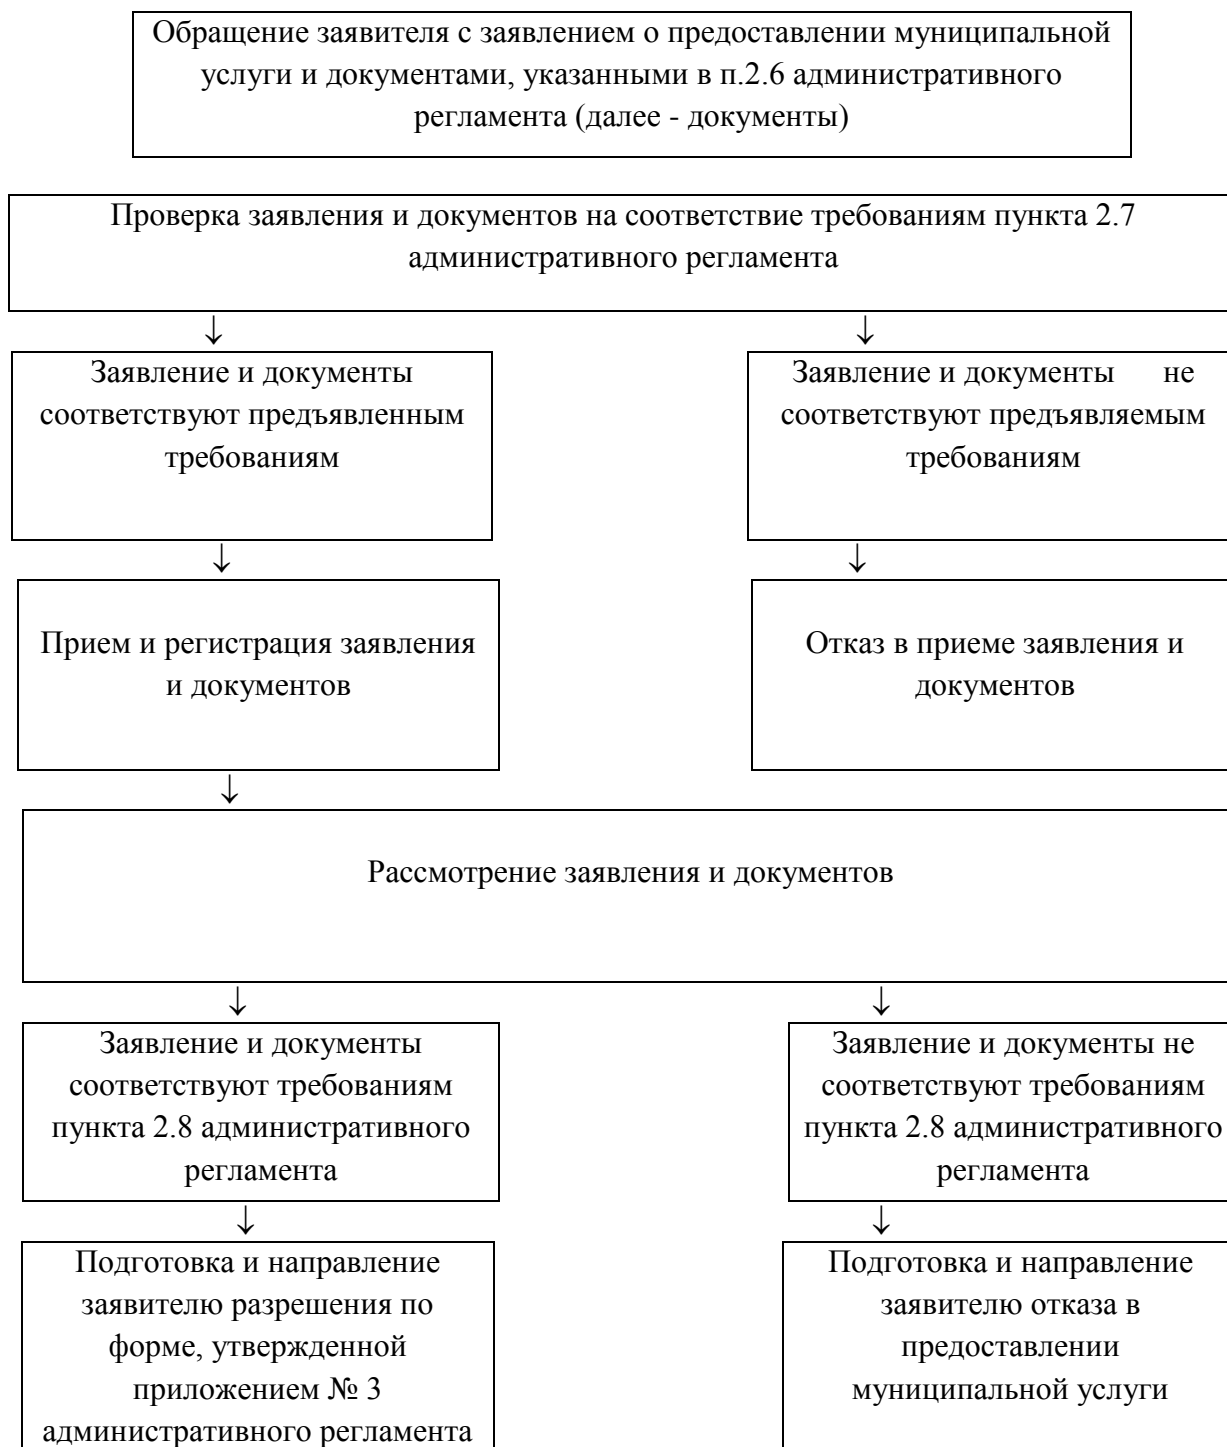 Обращение заявителя с заявлением о предоставлении муниципальной
услуги и документами, указанными в п.2.6 административного
регламента (далее - документы)
Проверка заявления и документов на соответствие требованиям пункта 2.7
административного регламента
↓
↓
Заявление и документы
соответствуют предъявленным
требованиям
Заявление и документы не
соответствуют предъявляемым
требованиям
↓
↓
Прием и регистрация заявления
и документов
Отказ в приеме заявления и
документов
↓
Рассмотрение заявления и документов
↓
↓
Заявление и документы
соответствуют требованиям
пункта 2.8 административного
регламента
Заявление и документы не
соответствуют требованиям
пункта 2.8 административного
регламента
↓
↓
Подготовка и направление
заявителю разрешения по
форме, утвержденной
приложением № 3
административного регламента
Подготовка и направление
заявителю отказа в
предоставлении
муниципальной услуги